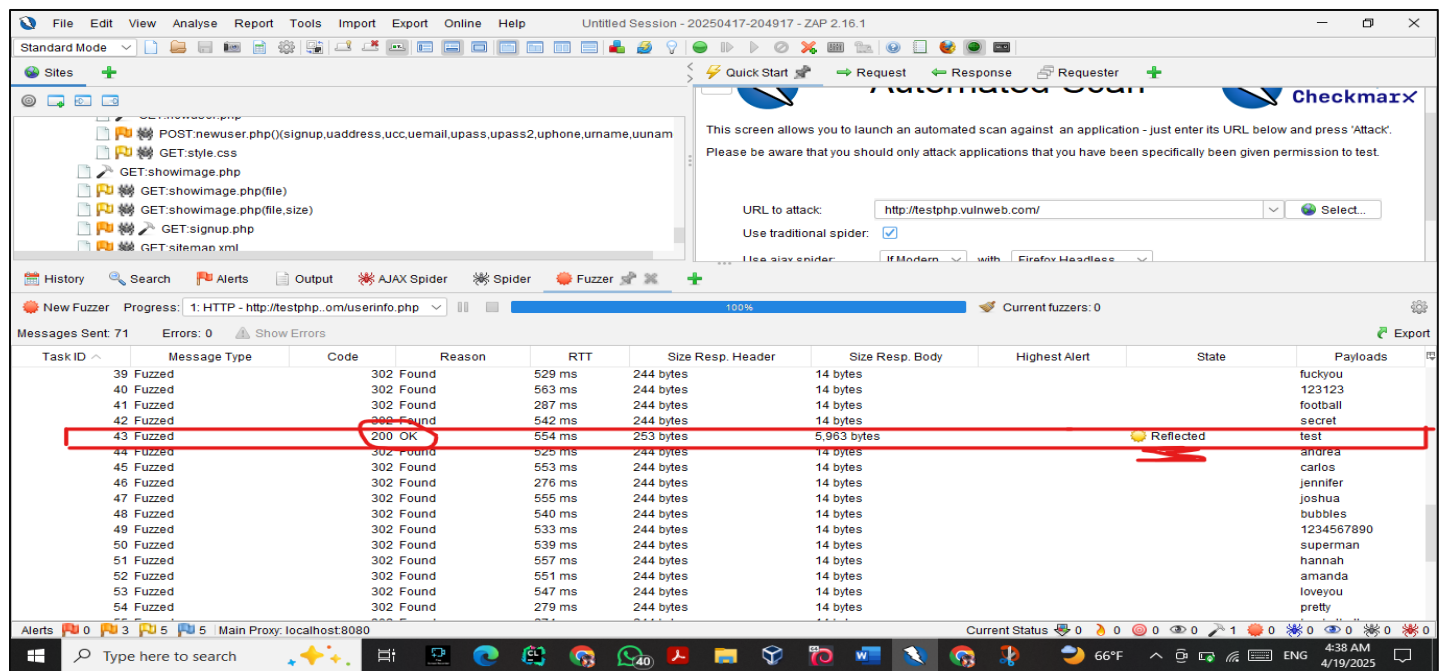 File Edit View Analyse Report Tools Import Export Online Help Untitled Session - 20250417-204917 - ZAP 2.16.1
Standard Mode
Sites
Quick Start Request Response Requester
Automated Scan
Checkmarx
This screen allows you to launch an automated scan against an application - just enter its URL below and press 'Attack'.
Please be aware that you should only attack applications that you have been specifically been given permission to test.
URL to attack: http://testphp.vulnweb.com/ Select...
Use traditional spider:
Use ajax spider: If Modern with Firefox Headless
GET:newuser.php
POST:newuser.php()(signup,uaddress,ucc,uemail,upass,upass2,uphone,urname,uunam
GET:style.css
GET:showimage.php
GET:showimage.php(file)
GET:showimage.php(file,size)
GET:signup.php
GET:sitemap.xml
History Search Alerts Output AJAX Spider Spider Fuzzer
New Fuzzer Progress: 1: HTTP - http://testphp..om/userinfo.php 100% Current fuzzers: 0
Messages Sent: 71 Errors: 0 Show Errors Export
Task ID Message Type Code Reason RTT Size Resp. Header Size Resp. Body Highest Alert State Payloads
39 Fuzzed 302 Found 529 ms 244 bytes 14 bytes fuckyou
40 Fuzzed 302 Found 563 ms 244 bytes 14 bytes 123123
41 Fuzzed 302 Found 287 ms 244 bytes 14 bytes football
42 Fuzzed 302 Found 542 ms 244 bytes 14 bytes secret
43 Fuzzed 200 OK 554 ms 253 bytes 5,963 bytes Reflected test
44 Fuzzed 302 Found 525 ms 244 bytes 14 bytes andrea
45 Fuzzed 302 Found 553 ms 244 bytes 14 bytes carlos
46 Fuzzed 302 Found 276 ms 244 bytes 14 bytes jennifer
47 Fuzzed 302 Found 555 ms 244 bytes 14 bytes joshua
48 Fuzzed 302 Found 540 ms 244 bytes 14 bytes bubbles
49 Fuzzed 302 Found 533 ms 244 bytes 14 bytes 1234567890
50 Fuzzed 302 Found 539 ms 244 bytes 14 bytes superman
51 Fuzzed 302 Found 557 ms 244 bytes 14 bytes hannah
52 Fuzzed 302 Found 551 ms 244 bytes 14 bytes amanda
53 Fuzzed 302 Found 547 ms 244 bytes 14 bytes loveyou
54 Fuzzed 302 Found 279 ms 244 bytes 14 bytes pretty
Alerts 0 3 5 5 Main Proxy: localhost:8080 Current Status 0 0 0 0 1 0 0 0 0 0
Type here to search 40 66°F ENG 4:38 AM
4/19/2025